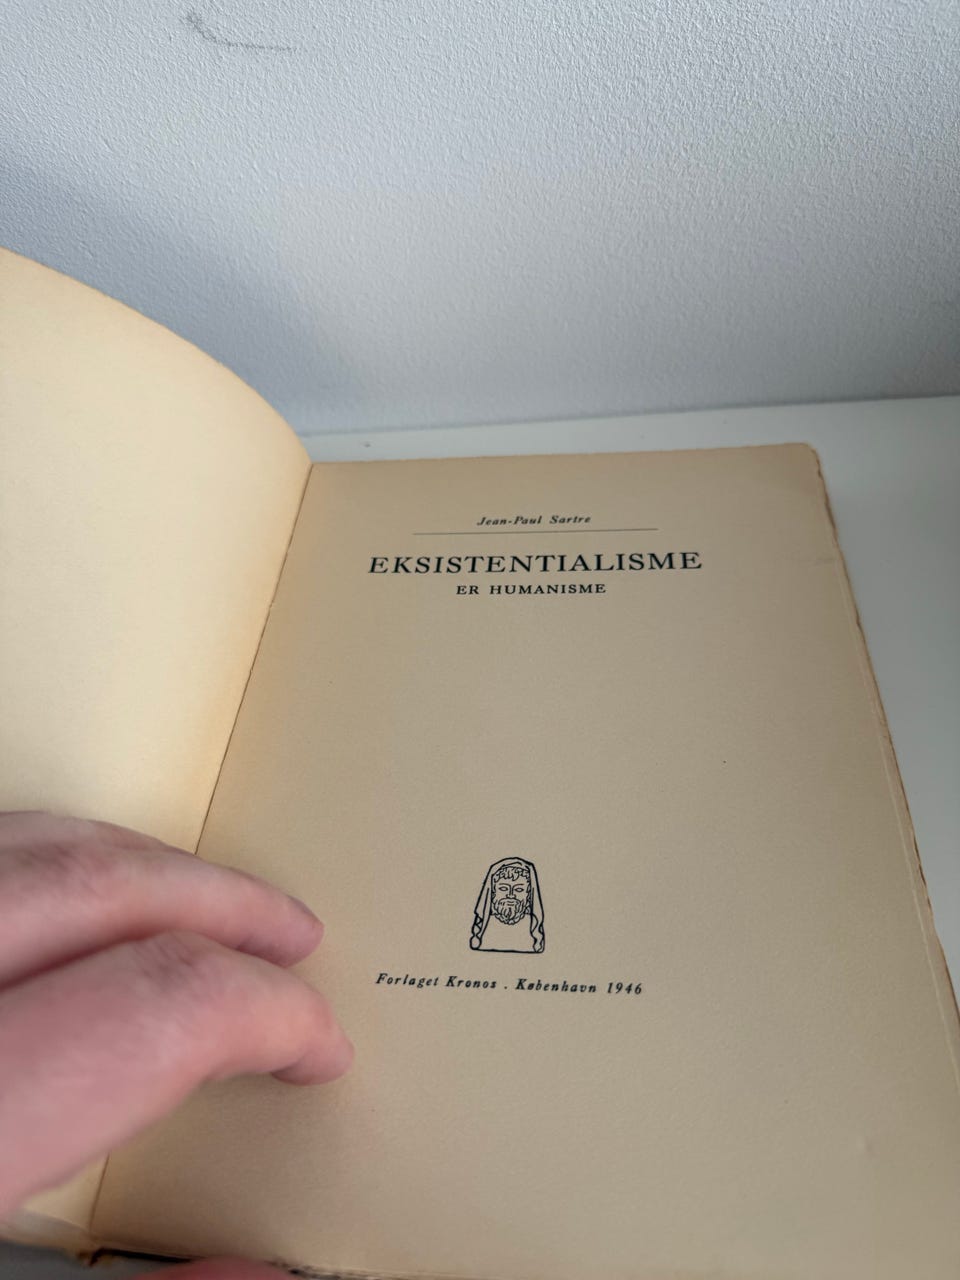 Jean-Paul Sartre
EKSISTENTIALISME
ER HUMANISME
Forlaget Kronos . København 1946